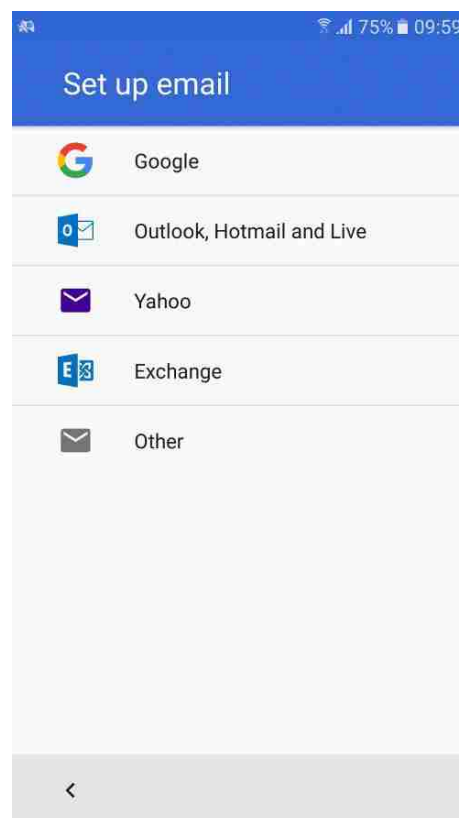 75% 09:59
Set up email
Google
Outlook, Hotmail and Live
Yahoo
Exchange
Other